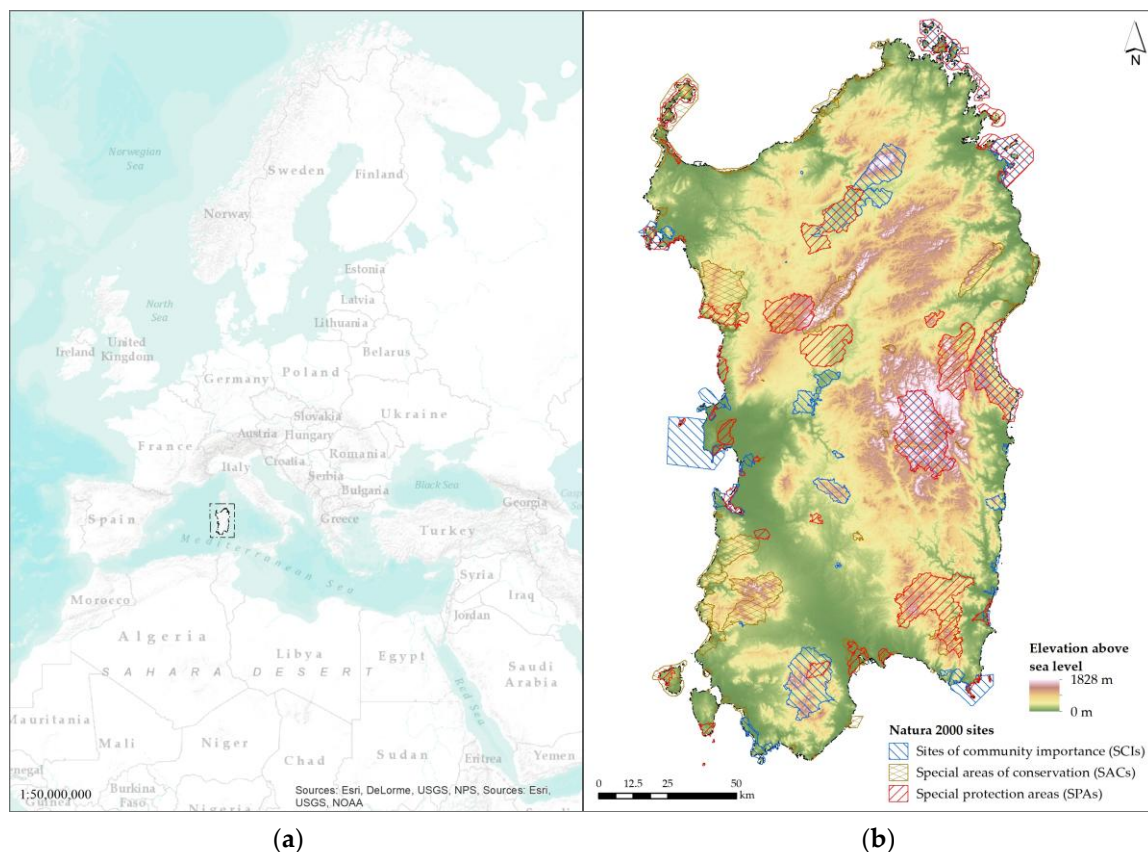 Norwegian
Sea
Sweden
Finland
Norway
Estonia
North
Sea
Latvia
Lithuania
United
Kingdom
Ireland
Belarus
Germany
Poland
Ukraine
Slovakia
Austria
Hungary
France
Romania
Croatia
Italy
Serbia
Bulgaria
Black Sea
Georgia
Spain
Greece
Turkey
Mediterranean Sea
Syria
Iraq
Morocco
Jordan
Algeria
Libya
Egypt
SAHARA DESERT
Saudi
Arabia
Red Sea
Mauritania
Mali
Niger
Chad
Sudan
Eritrea
Yemen
Burkina
Faso
Guinea
Nigeria
Ethiopia
1:50,000,000
Sources: Esri, DeLorme, USGS, NPS, Sources: Esri,
USGS, NOAA
(a)
N
Elevation above
sea level
1828 m
0 m
Natura 2000 sites
Sites of community importance (SCIs)
Special areas of conservation (SACs)
Special protection areas (SPAs)
0 12.5 25 50
km
(b)